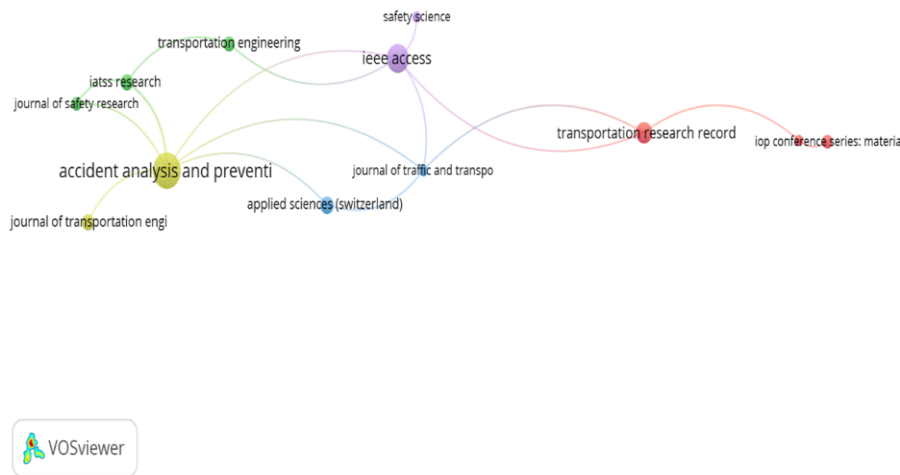 safety science
transportation engineering
ieee access
iatss research
journal of safety research
transportation research record
iop conference series: materia
accident analysis and preventi
journal of traffic and transpo
applied sciences (switzerland)
journal of transportation engi
VOSviewer